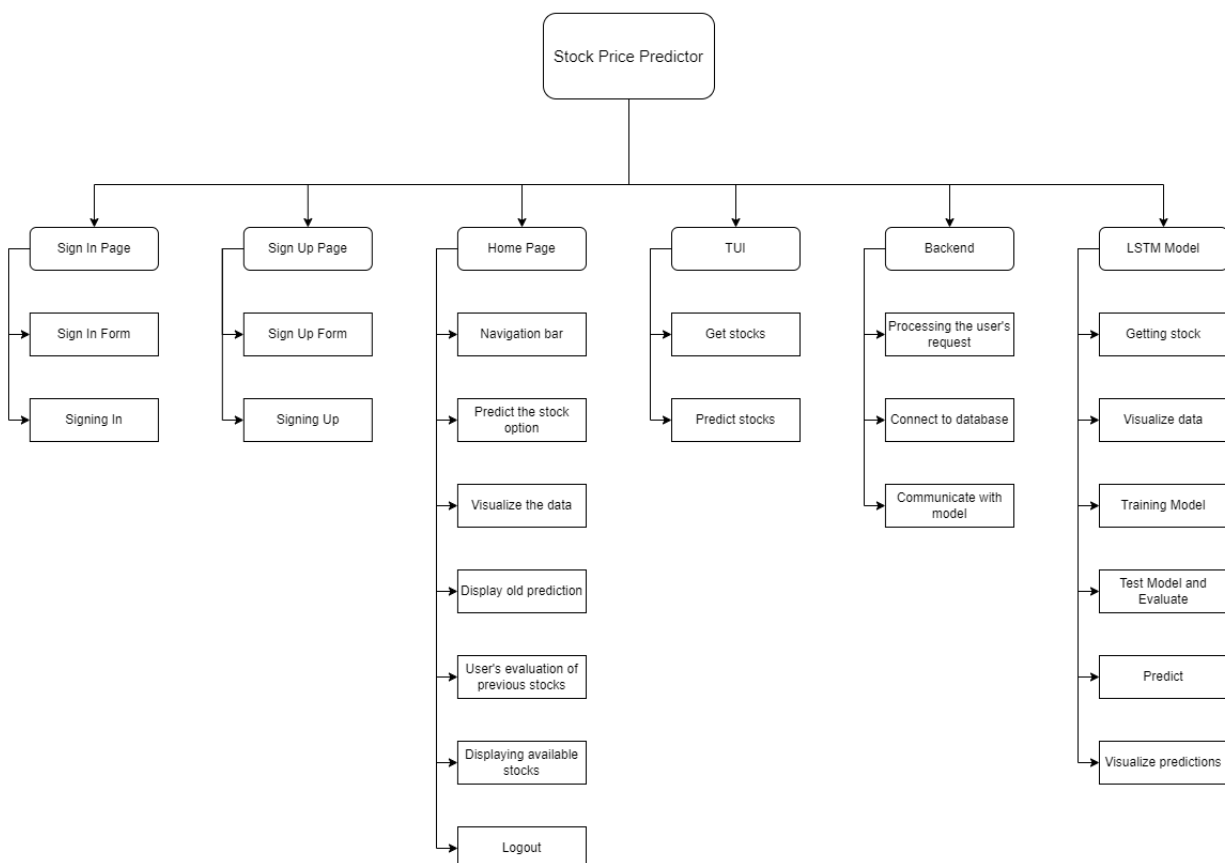 Stock Price Predictor
Sign In Page
Sign Up Page
Home Page
TUI
Backend
LSTM Model
Sign In Form
Sign Up Form
Navigation bar
Get stocks
Processing the user's
request
Getting stock
Signing In
Signing Up
Predict the stock
option
Predict stocks
Connect to database
Visualize data
Visualize the data
Communicate with
model
Training Model
Display old prediction
Test Model and
Evaluate
User's evaluation of
previous stocks
Predict
Displaying available
stocks
Visualize predictions
Logout